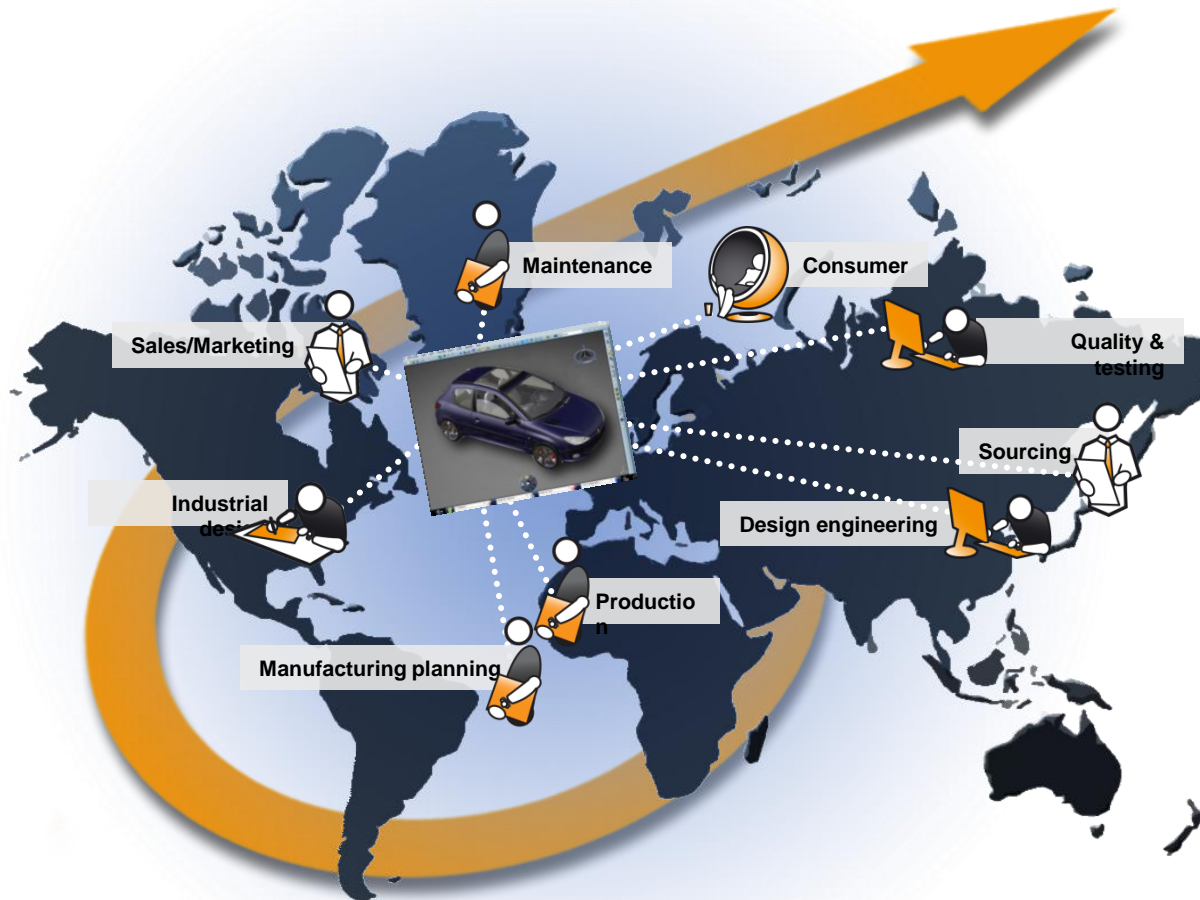 Maintenance
Consumer
Sales/Marketing
Quality &
testing
Sourcing
Industrial
Design engineering
Productio
n
Manufacturing planning